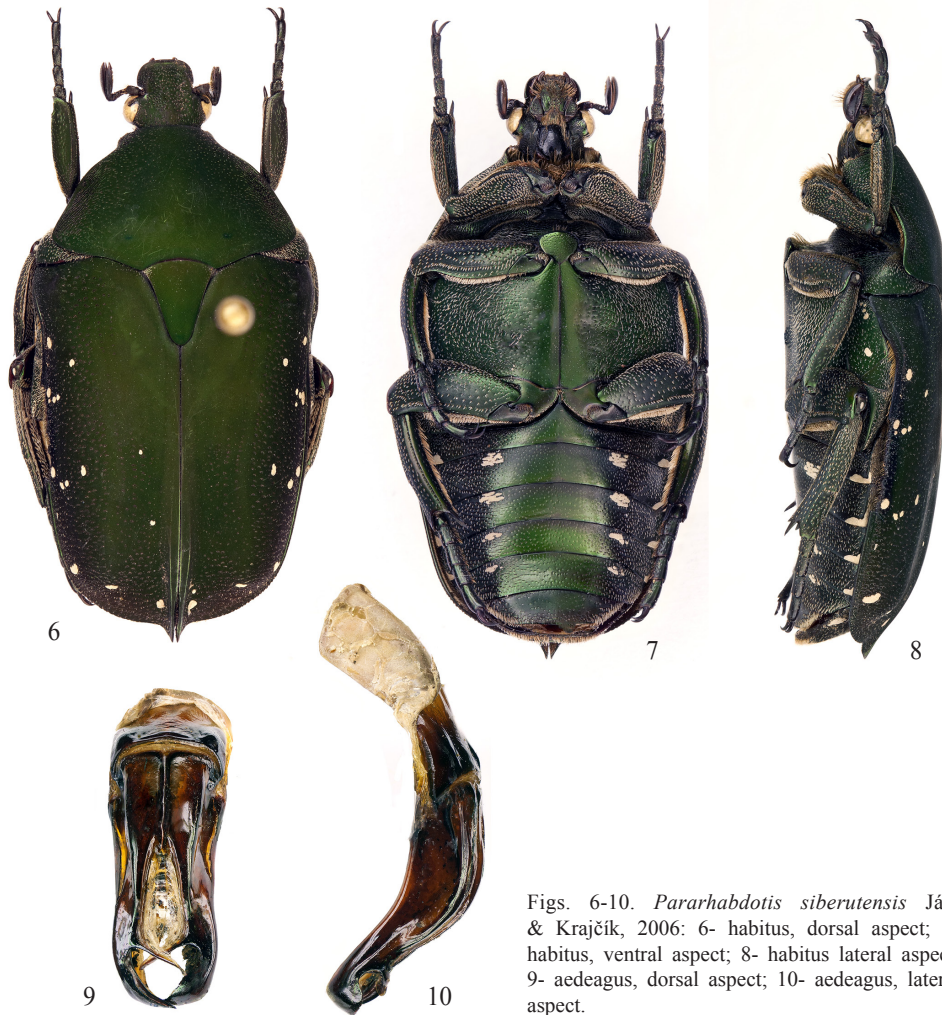 6
7
8
9
10
Figs. 6-10. Pararhabdotis siberutensis
& Krajčík, 2006: 6- habitus, dorsal aspect;
habitus, ventral aspect; 8- habitus lateral
9- aedeagus, dorsal aspect; 10- aedeagus,
aspect.